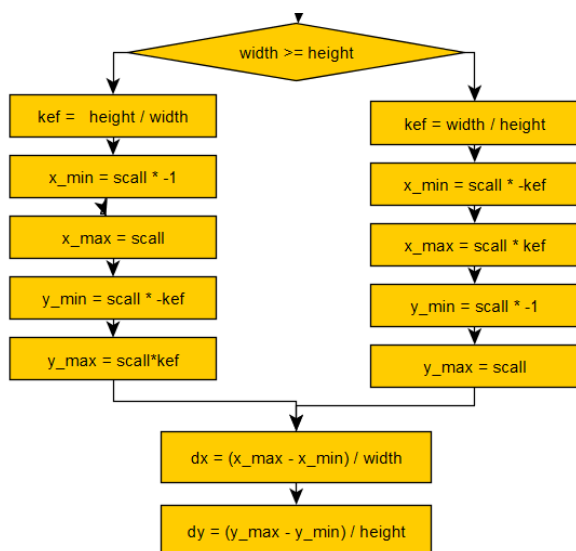 width >= height
kef = height / width
x_min = scall * -1
x_max = scall
y_min = scall * -kef
y_max = scall*kef
kef = width / height
x_min = scall * -kef
x_max = scall * kef
y_min = scall * -1
y_max = scall
dx = (x_max - x_min) / width
dy = (y_max - y_min) / height